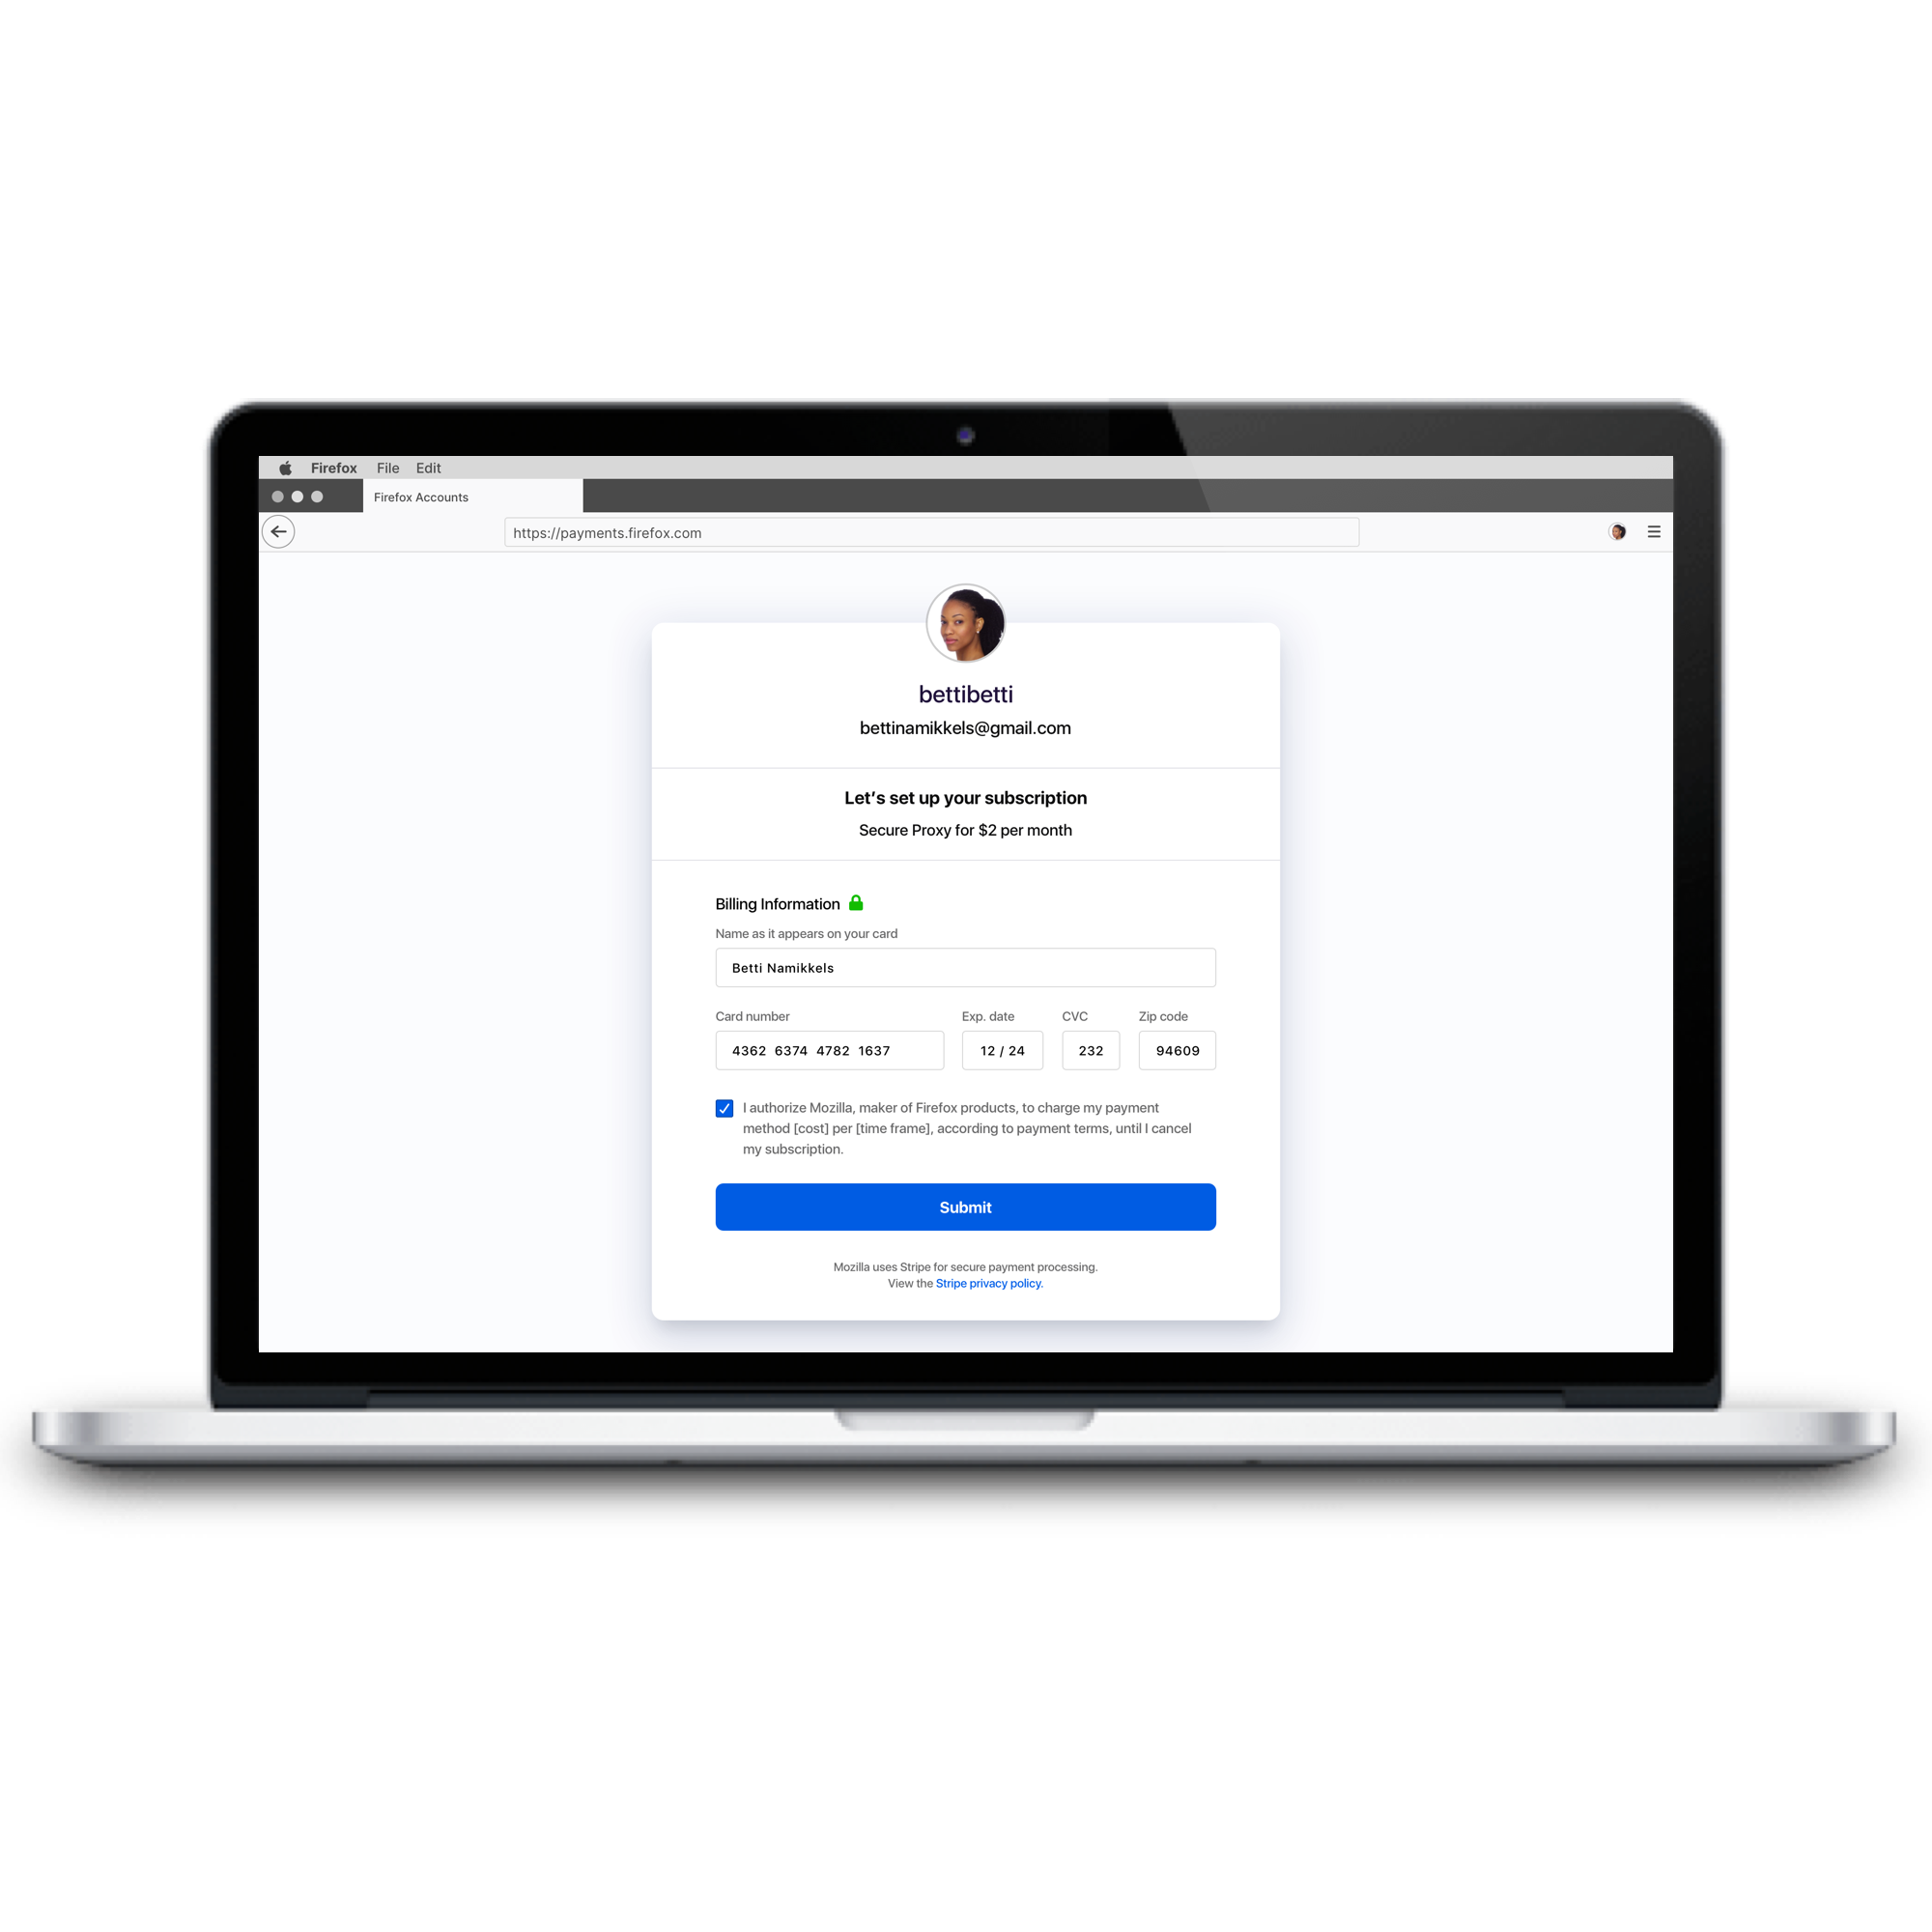 Firefox File Edit
Firefox Accounts
https://payments.firefox.com
bettibetti
bettinamikkels@gmail.com
Let’s set up your subscription
Secure Proxy for $2 per month
Billing Information
Name as it appears on your card
Betti Namikkels
Card number Exp. date CVC Zip code
4362 6374 4782 1637 12 / 24 232 94609
I authorize Mozilla, maker of Firefox products, to charge my payment
method [cost] per [time frame], according to payment terms, until I cancel
my subscription.
Submit
Mozilla uses Stripe for secure payment processing.
View the Stripe privacy policy.